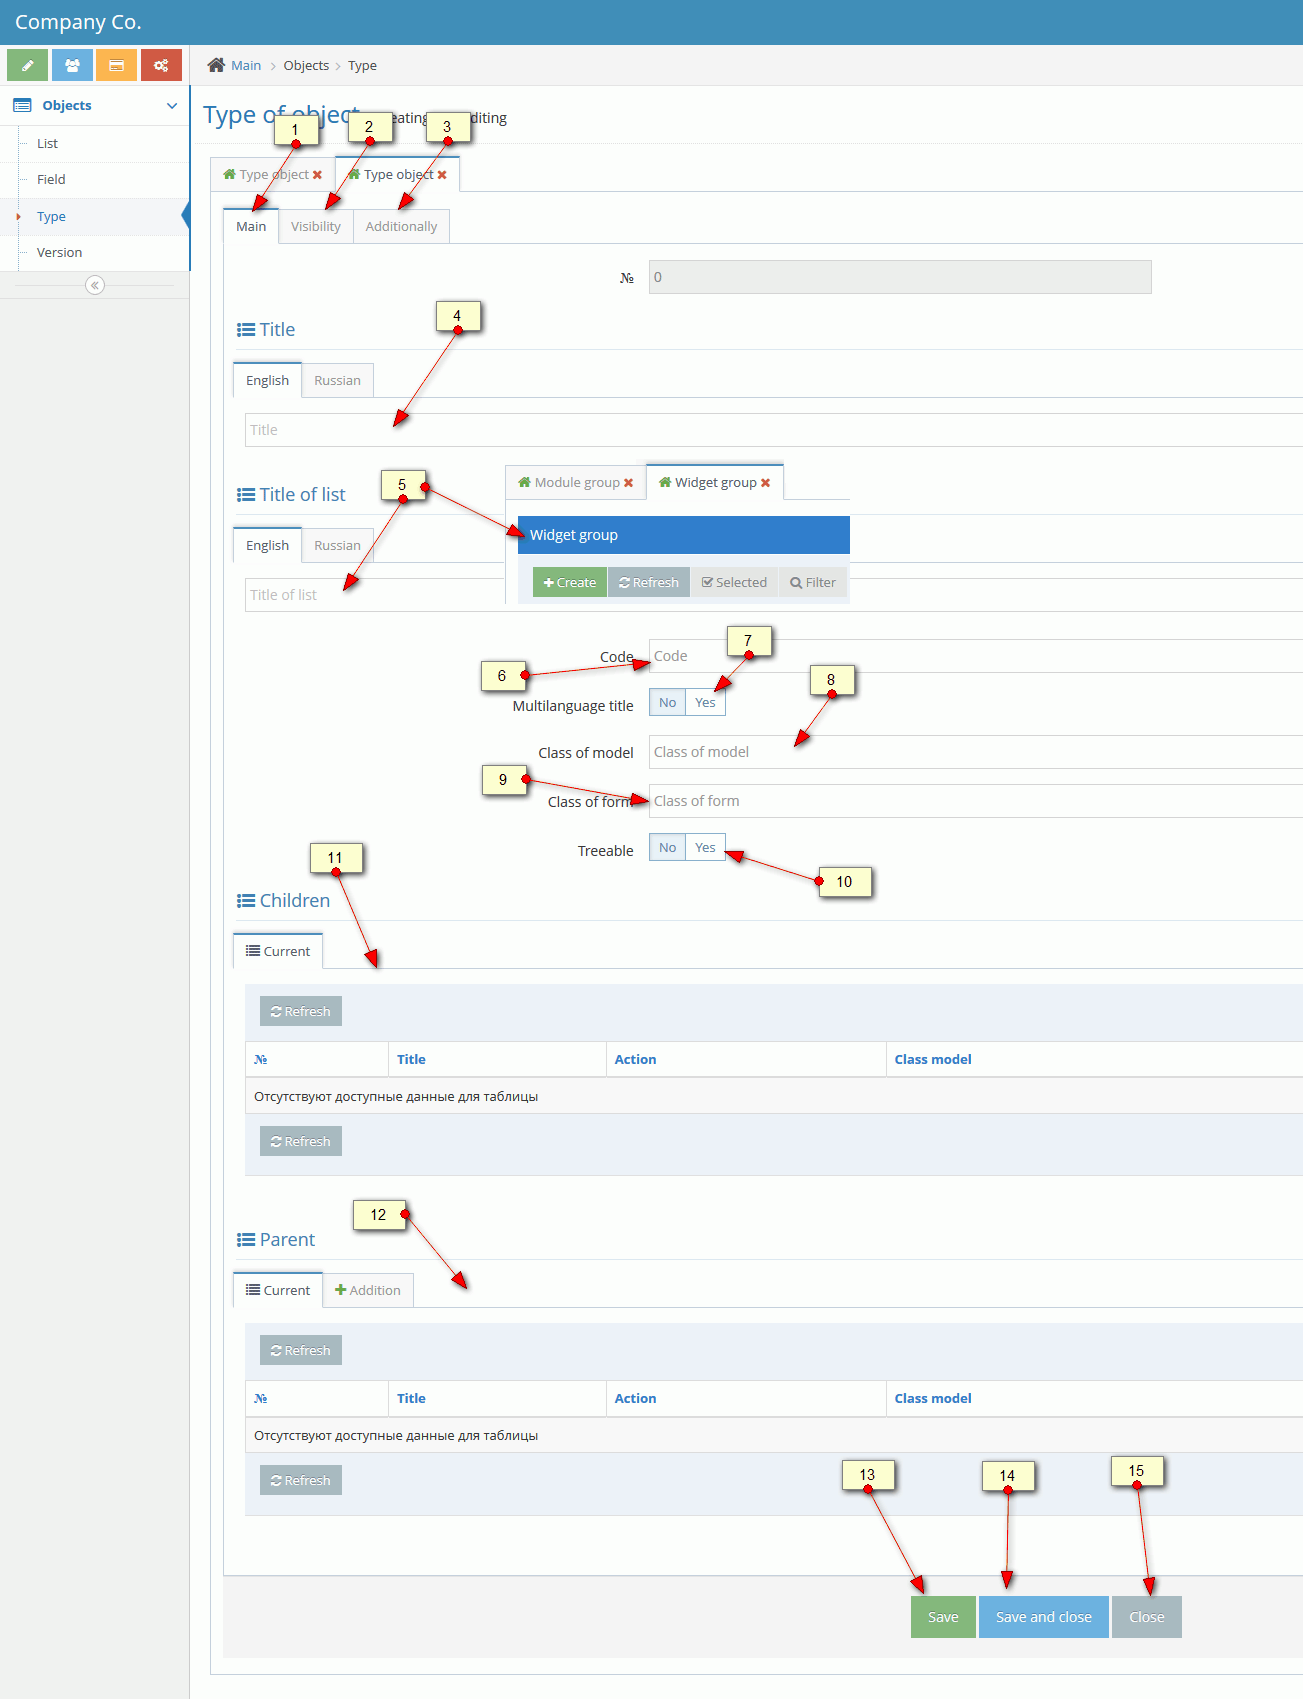 Company Co.
Main > Objects > Type
Objects
List
Field
Type
Version
Type of object eating diting
1
2
3
Type object
Type object
Main
Visibility
Additionally
№
0
4
Title
English
Russian
Title
5
Title of list
English
Russian
Title of list
Module group
Widget group
Widget group
Create
Refresh
Selected
Filter
6
Code
Code
7
Multilanguage title
No
Yes
8
Class of model
Class of model
9
Class of form
Class of form
Treeable
No
Yes
10
11
Children
Current
Refresh
№
Title
Action
Class model
Отсутствуют доступные данные для таблицы
Refresh
12
Parent
Current
Addition
Refresh
№
Title
Action
Class model
Отсутствуют доступные данные для таблицы
Refresh
13
14
15
Save
Save and close
Close